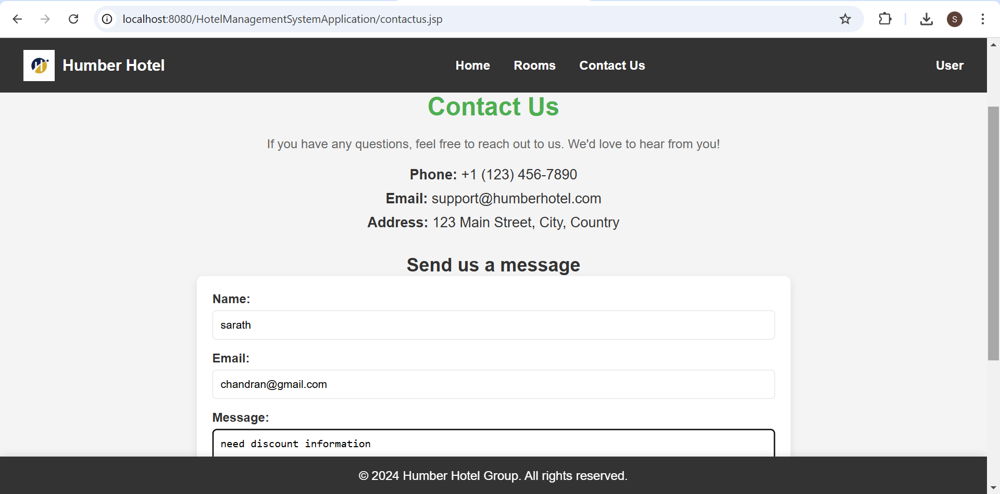 localhost:8080/HotelManagementSystemApplication/contactus.jsp
S
H
Humber Hotel
Home
Rooms
Contact Us
User
Contact Us
If you have any questions, feel free to reach out to us. We'd love to hear from you!
Phone: +1 (123) 456-7890
Email: support@humberhotel.com
Address: 123 Main Street, City, Country
Send us a message
Name:
sarath
Email:
chandran@gmail.com
Message:
need discount information
© 2024 Humber Hotel Group. All rights reserved.